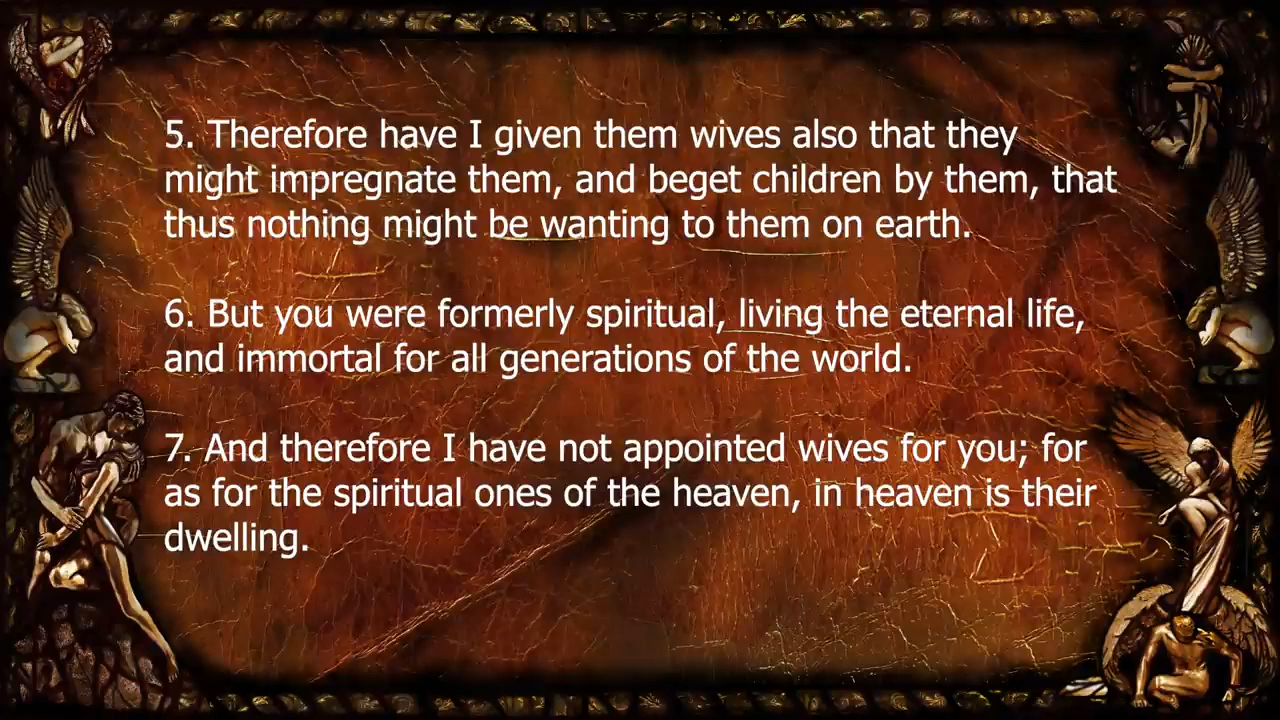 5. Therefore have I given them wives also that they
might impregnate them, and beget children by them, that
thus nothing might be wanting to them on earth.
6. But you were formerly spiritual, living the eternal life,
and immortal for all generations of the world.
7. And therefore I have not appointed wives for you; for
as for the spiritual ones of the heaven, in heaven is their
dwelling.